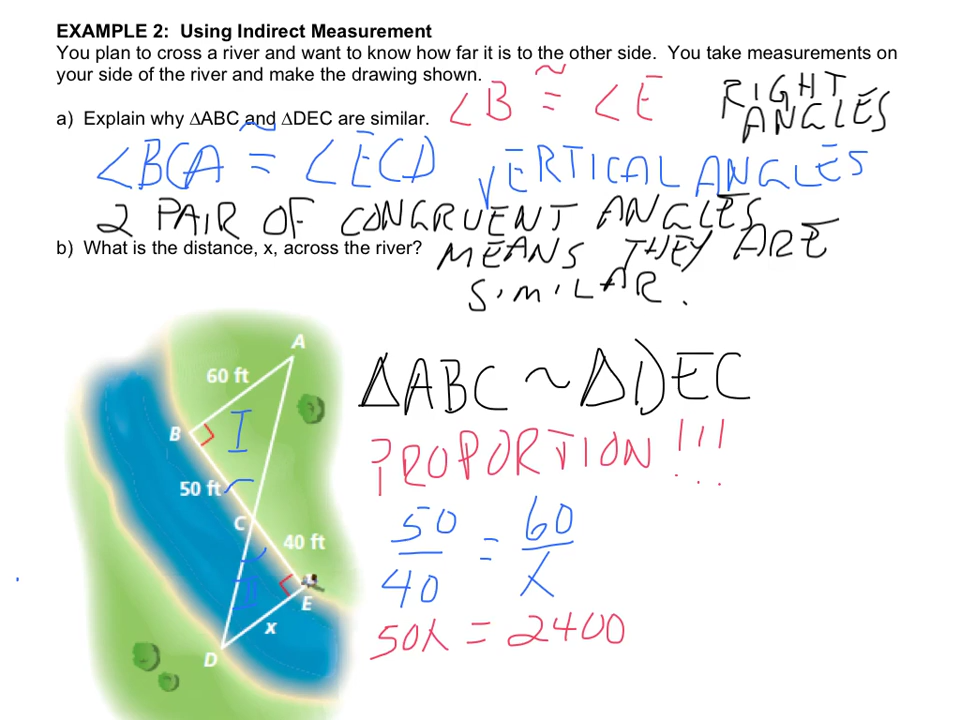 EXAMPLE 2: Using Indirect Measurement
You plan to cross a river and want to know how far it is to the other side. You take measurements on
your side of the river and make the drawing shown.
∠B ≅ ∠E RIGHT
ANGLES
a) Explain why ΔABC and ΔDEC are similar.
∠BCA ≅ ∠ECD VERTICAL ANGLES
2 PAIR OF CONGRUENT ANGLES
b) What is the distance, x, across the river?
MEANS THEY ARE
SIMILAR.
A
60 ft
ΔABC ~ ΔDEC
B
I
PROPORTION!!!
50 ft
C
40 ft
50/40 = 60/x
II
E
x
D
50x = 2400